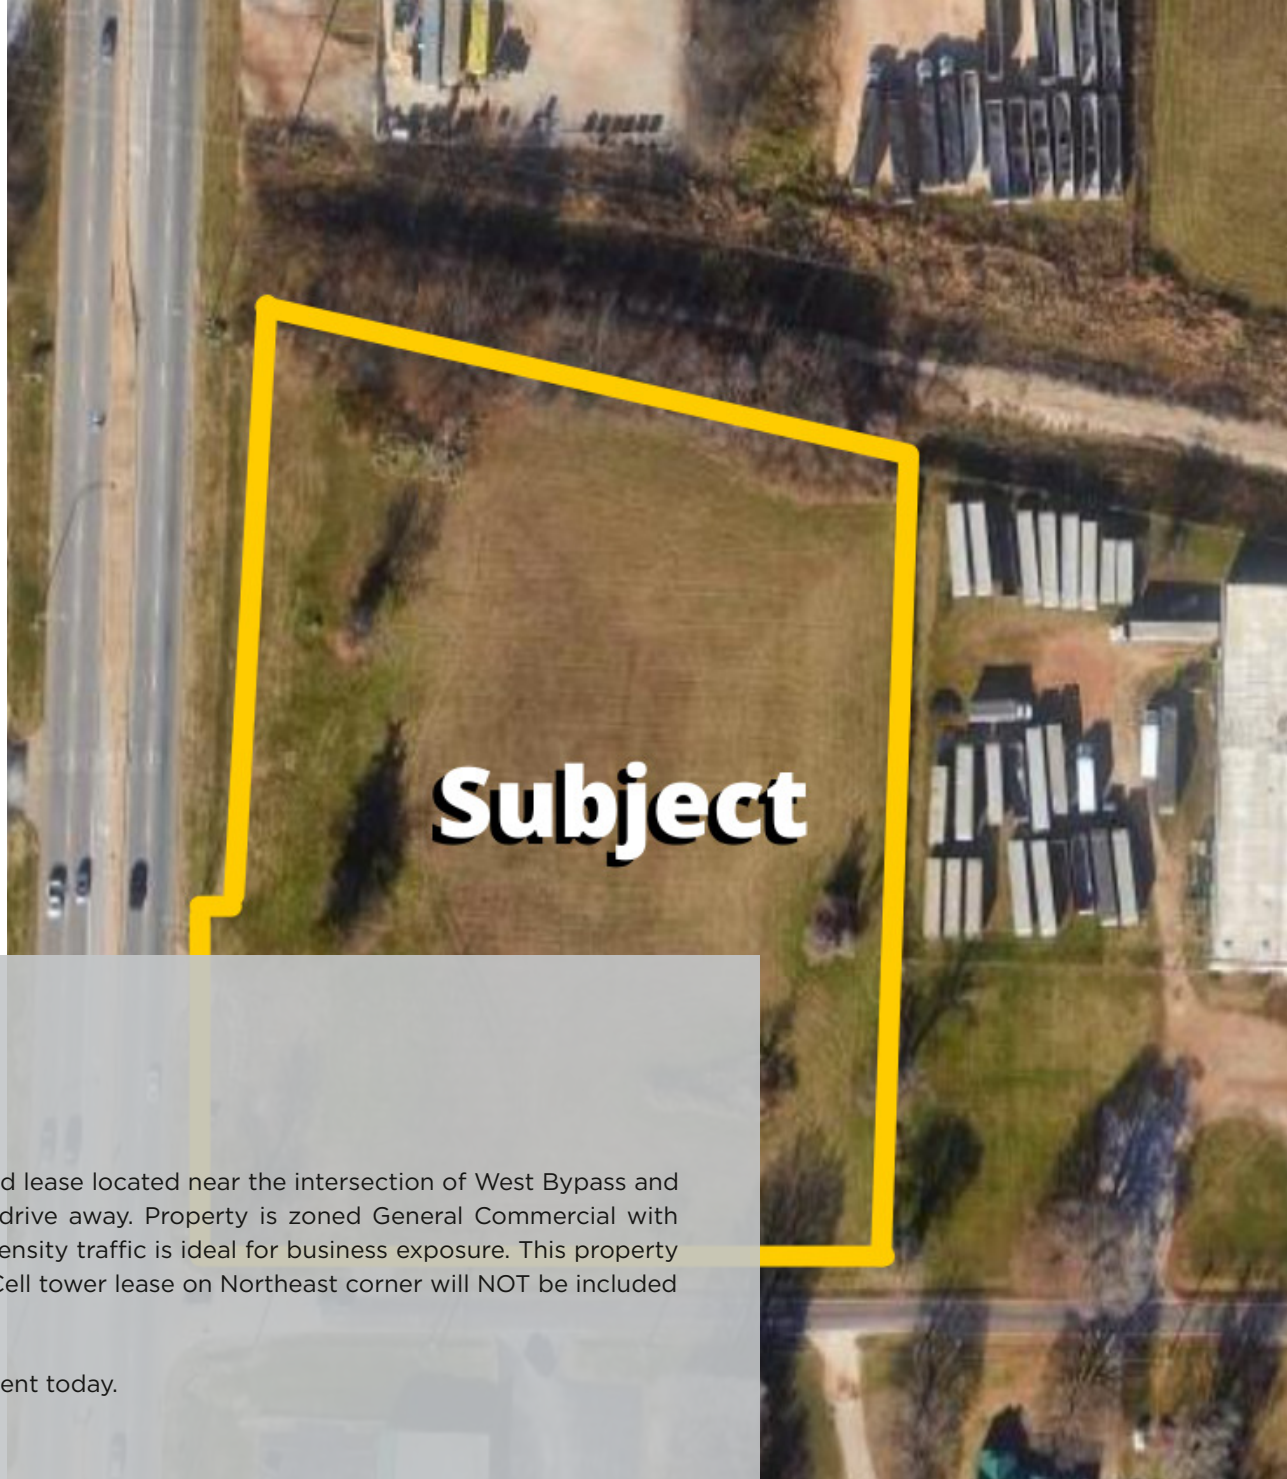 Subject
d lease located near the intersection of West Bypass and
drive away. Property is zoned General Commercial with
ensity traffic is ideal for business exposure. This property
Cell tower lease on Northeast corner will NOT be included
ent today.